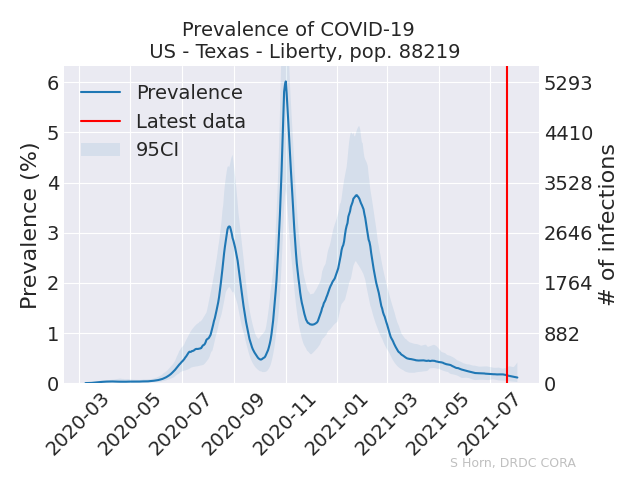 Prevalence of COVID-19
US - Texas - Liberty, pop. 88219
Prevalence
Latest data
95CI
Prevalence (%)
6
5
4
3
2
1
0
# of infections
5293
4410
3528
2646
1764
882
0
2020-03
2020-05
2020-07
2020-09
2020-11
2021-01
2021-03
2021-05
2021-07
S Horn, DRDC CORA